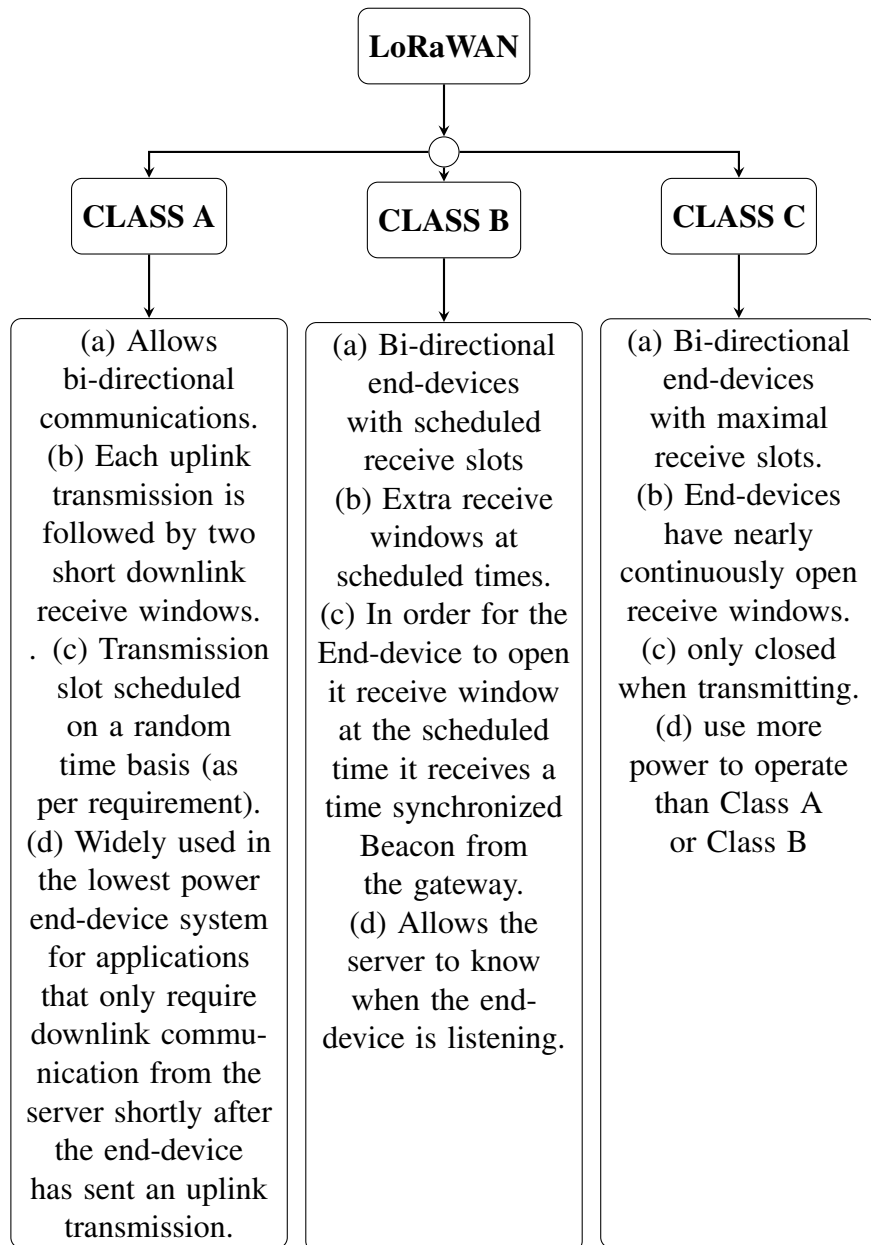 LoRaWAN
CLASS A
CLASS B
CLASS C
(a) Allows
bi-directional
communications.
(b) Each uplink
transmission is
followed by two
short downlink
receive windows.
. (c) Transmission
slot scheduled
on a random
time basis (as
per requirement).
(d) Widely used in
the lowest power
end-device system
for applications
that only require
downlink commu-
nication from the
server shortly after
the end-device
has sent an uplink
transmission.
(a) Bi-directional
end-devices
with scheduled
receive slots
(b) Extra receive
windows at
scheduled times.
(c) In order for the
End-device to open
it receive window
at the scheduled
time it receives a
time synchronized
Beacon from
the gateway.
(d) Allows the
server to know
when the end-
device is listening.
(a) Bi-directional
end-devices
with maximal
receive slots.
(b) End-devices
have nearly
continuously open
receive windows.
(c) only closed
when transmitting.
(d) use more
power to operate
than Class A
or Class B